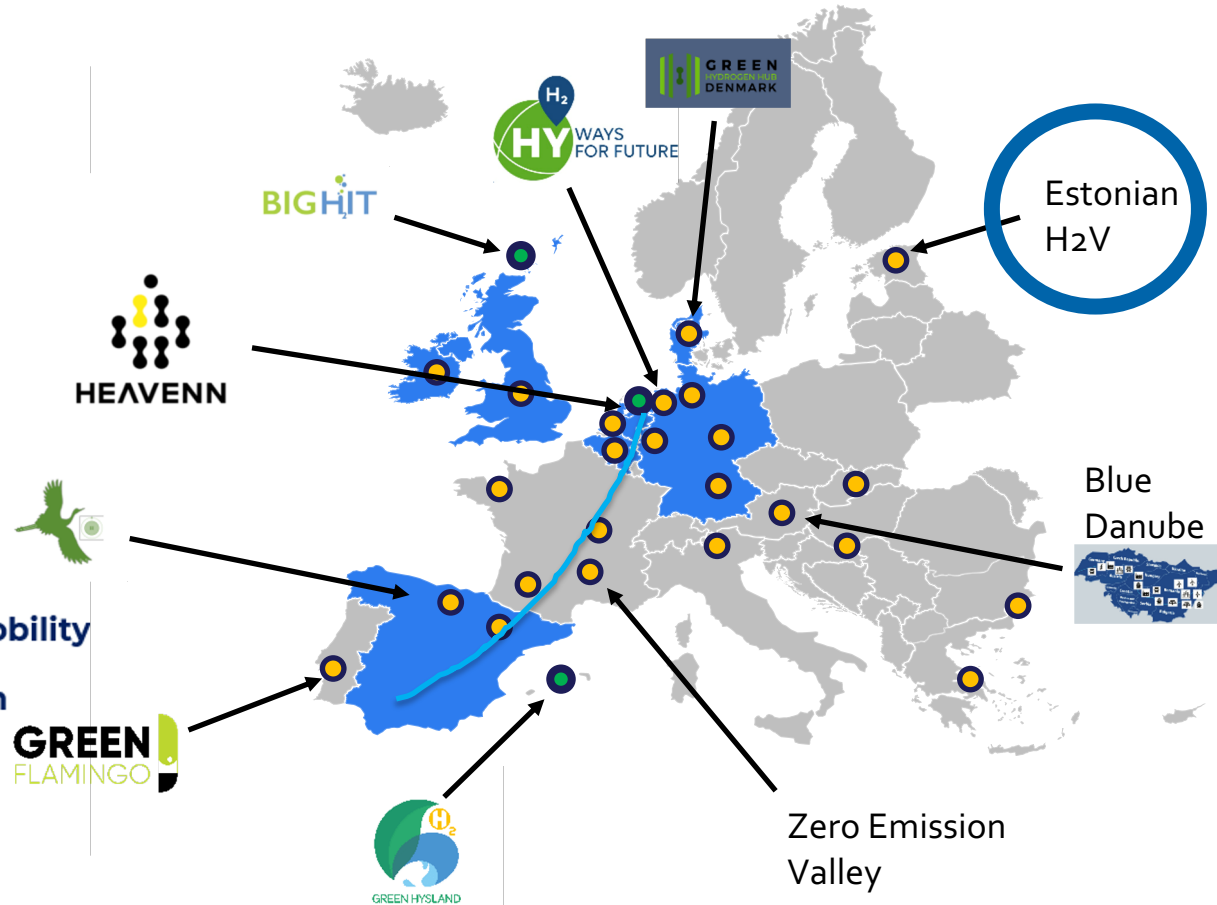 GREEN
HYDROGEN HUB
DENMARK
H₂
HY WAYS
FOR FUTURE
BIGH₂IT
Estonian
H2V
HEAVENN
Blue
Danube
obility
n
GREEN
FLAMINGO
H₂
GREEN HYSLAND
Zero Emission
Valley